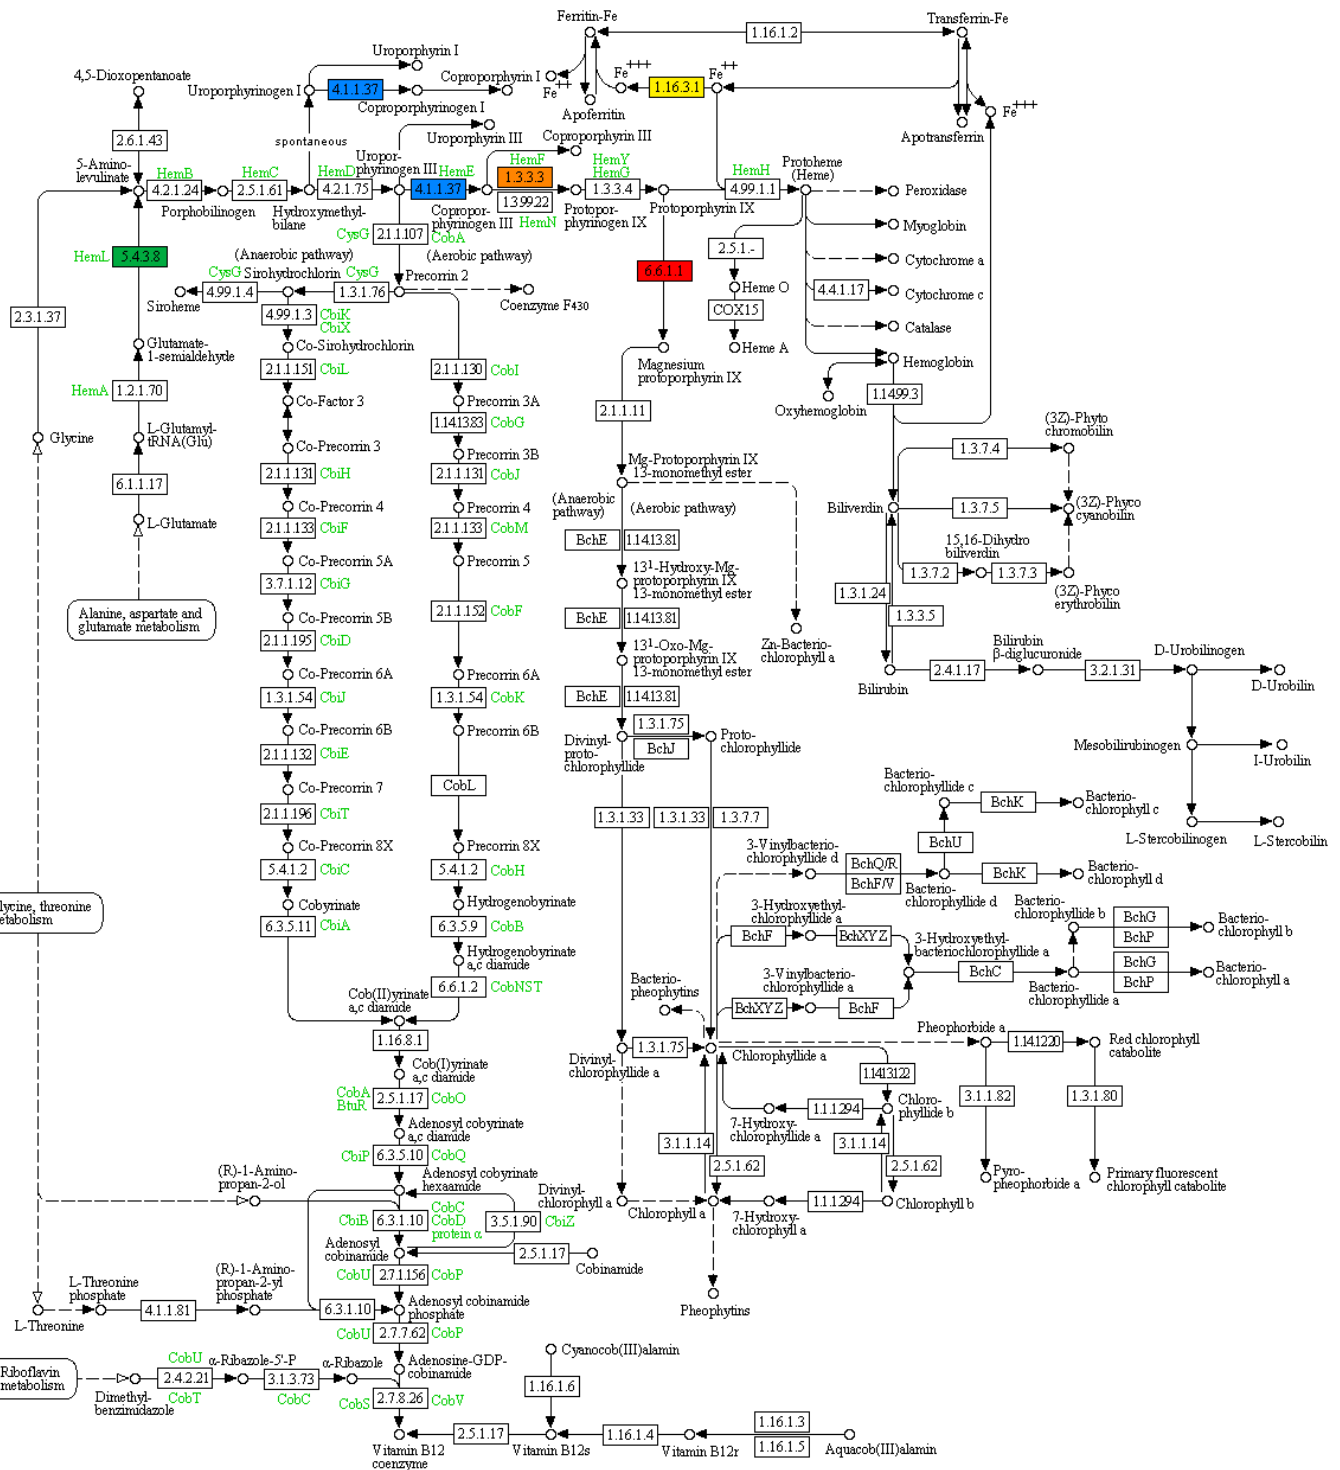 Ferritin-Fe
1.16.1.2
Transferrin-Fe
Uroporphyrin I
4,5-Dioxopentanoate
Uroporphyrinogen I
4.1.1.37
Coproporphyrin I
Coproporphyrinogen I
Fe++
Fe+++
1.16.3.1
Fe++
Apoferritin
Fe+++
Apotransferrin
2.6.1.43
spontaneous
Uroporphyrin III
Coproporphyrin III
5-Amino-
levulinate
HemB
4.2.1.24
Porphobilinogen
HemC
2.5.1.61
Hydroxymethyl-
bilane
HemD
4.2.1.75
Uropor-
phyrinogen III
HemE
4.1.1.37
Copropor-
phyrinogen III
HemF
1.3.3.3
1.3.99.22
HemN
Protopor-
phyrinogen IX
HemY
HemG
1.3.3.4
Protoporphyrin IX
HemH
4.99.1.1
Protoheme
(Heme)
Peroxidase
Myoglobin
Cytochrome a
4.4.1.17
Cytochrome c
Catalase
Hemoglobin
Oxyhemoglobin
2.5.1.-
Heme O
COX15
Heme A
HemL
5.4.3.8
CysG
2.1.1.107
CobA
(Anaerobic pathway)
(Aerobic pathway)
CysG
Sirohydrochlorin
CysG
Siroheme
4.99.1.4
1.3.1.76
Precorrin 2
Coenzyme F430
6.6.1.1
Magnesium
protoporphyrin IX
2.3.1.37
Glutamate-
1-semialdehyde
HemA
1.2.1.70
Glycine
L-Glutamyl-
tRNA(Glu)
6.1.1.17
L-Glutamate
Alanine, aspartate and
glutamate metabolism
4.99.1.3
CbiK
CbiX
Co-Sirohydrochlorin
2.1.1.151
CbiL
Co-Factor 3
Co-Precorrin 3
2.1.1.131
CbiH
Co-Precorrin 4
2.1.1.133
CbiF
Co-Precorrin 5A
3.7.1.12
CbiG
Co-Precorrin 5B
2.1.1.195
CbiD
Co-Precorrin 6A
1.3.1.54
CbiJ
Co-Precorrin 6B
2.1.1.132
CbiE
Co-Precorrin 7
2.1.1.196
CbiT
Co-Precorrin 8X
5.4.1.2
CbiC
Cobyrinate
6.3.5.11
CbiA
2.1.1.130
CobI
Precorrin 3A
1.14.13.83
CobG
Precorrin 3B
2.1.1.131
CobJ
Precorrin 4
2.1.1.133
CobM
Precorrin 5
2.1.1.152
CobF
Precorrin 6A
1.3.1.54
CobK
Precorrin 6B
CobL
Precorrin 8X
5.4.1.2
CobH
Hydrogenobyrinate
6.3.5.9
CobB
Hydrogenobyrinate
a,c diamide
6.6.1.2
CobNST
Cob(II)yrinate
a,c diamide
1.16.8.1
Cob(I)yrinate
a,c diamide
CobA
BtuR
2.5.1.17
CobO
Adenosyl cobyrinate
a,c diamide
CbiP
6.3.5.10
CobQ
Adenosyl cobyrinate
hexaamide
CbiB
6.3.1.10
CobC
CobD
protein α
3.5.1.90
CbiZ
Adenosyl
cobinamide
2.5.1.17
Cobinamide
CobU
2.7.1.156
CobP
Adenosyl cobinamide
phosphate
CobU
2.7.7.62
CobP
Adenosine-GDP-
cobinamide
CobS
2.7.8.26
CobV
Vitamin B12
coenzyme
2.5.1.17
Vitamin B12s
1.16.1.4
Vitamin B12r
1.16.1.3
1.16.1.5
Aquacob(III)alamin
Cyanocob(III)alamin
1.16.1.6
lycine, threonine
etabolism
(R)-1-Amino-
propan-2-ol
L-Threonine
L-Threonine
phosphate
4.1.1.81
(R)-1-Amino-
propan-2-yl
phosphate
6.3.1.10
Riboflavin
metabolism
Dimethyl-
benzimidazole
CobU
2.4.2.21
CobT
α-Ribazole-5'-P
3.1.3.73
CobC
α-Ribazole
2.1.1.11
Mg-Protoporphyrin IX
13-monomethyl ester
(Anaerobic
pathway)
(Aerobic pathway)
BchE
1.14.13.81
13¹-Hydroxy-Mg-
protoporphyrin IX
13-monomethyl ester
BchE
1.14.13.81
13¹-Oxo-Mg-
protoporphyrin IX
13-monomethyl ester
BchE
1.14.13.81
Zn-Bacterio-
chlorophyll a
Divinyl-
proto-
chlorophyllide
1.3.1.75
BchJ
Proto-
chlorophyllide
1.3.1.33
1.3.1.33
1.3.7.7
1.14.99.3
Biliverdin
1.3.7.4
(3Z)-Phyto
chromobilin
1.3.7.5
(3Z)-Phyco
cyanobilin
15,16-Dihydro
biliverdin
1.3.7.2
1.3.7.3
(3Z)-Phyco
erythrobilin
1.3.1.24
1.3.3.5
Bilirubin
2.4.1.17
Bilirubin
β-diglucuronide
3.2.1.31
D-Urobilinogen
D-Urobilin
Mesobilirubinogen
I-Urobilin
L-Stercobilinogen
L-Stercobilin
3-Vinylbacterio-
chlorophyllide d
BchQ/R
BchF/V
Bacterio-
chlorophyllide d
BchU
Bacterio-
chlorophyllide c
BchK
Bacterio-
chlorophyll c
BchK
Bacterio-
chlorophyll d
3-Hydroxyethyl-
chlorophyllide a
BchF
BchXYZ
3-Hydroxyethyl-
bacteriochlorophyllide a
3-Vinylbacterio-
chlorophyllide a
BchXYZ
BchF
BchC
Bacterio-
chlorophyllide a
Bacterio-
chlorophyllide b
BchG
BchP
Bacterio-
chlorophyll b
BchG
BchP
Bacterio-
chlorophyll a
Bacterio-
pheophytins
Divinyl-
chlorophyllide a
1.3.1.75
Chlorophyllide a
Pheophorbide a
1.14.12.20
Red chlorophyll
catabolite
3.1.1.82
1.3.1.80
Pyro-
pheophorbide a
Primary fluorescent
chlorophyll catabolite
1.14.13.122
Chloro-
phyllide b
1.1.1.294
7-Hydroxy-
chlorophyllide a
3.1.1.14
2.5.1.62
3.1.1.14
2.5.1.62
Divinyl-
chlorophyll a
Chlorophyll a
7-Hydroxy-
chlorophyll a
1.1.1.294
Chlorophyll b
Pheophytins